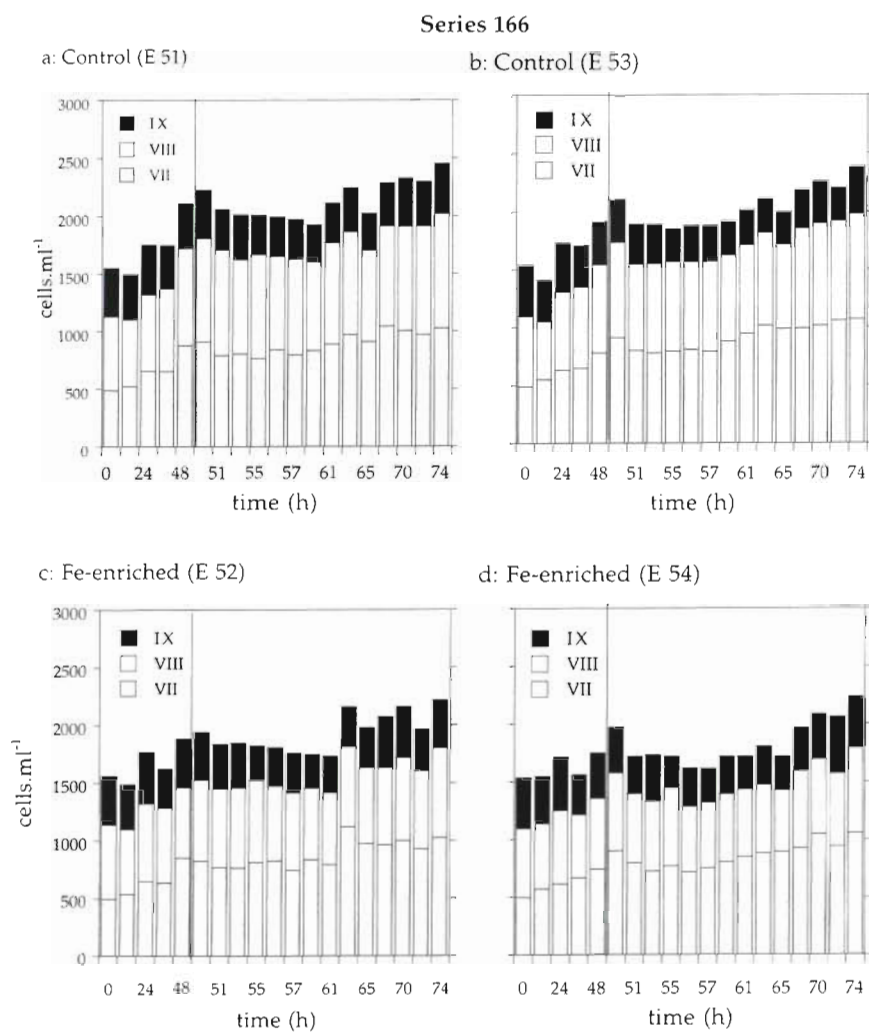 Series 166
a: Control (E 51)
b: Control (E 53)
3000
2500
2000
1500
1000
500
0
cells.ml-1
IX
VIII
VII
IX
VIII
VII
0 24 48 51 55 57 61 65 70 74
time (h)
0 24 48 51 55 57 61 65 70 74
time (h)
c: Fe-enriched (E 52)
d: Fe-enriched (E 54)
3000
2500
2000
1500
1000
500
0
cells.ml-1
IX
VIII
VII
IX
VIII
VII
0 24 48 51 55 57 61 65 70 74
time (h)
0 24 48 51 55 57 61 65 70 74
time (h)